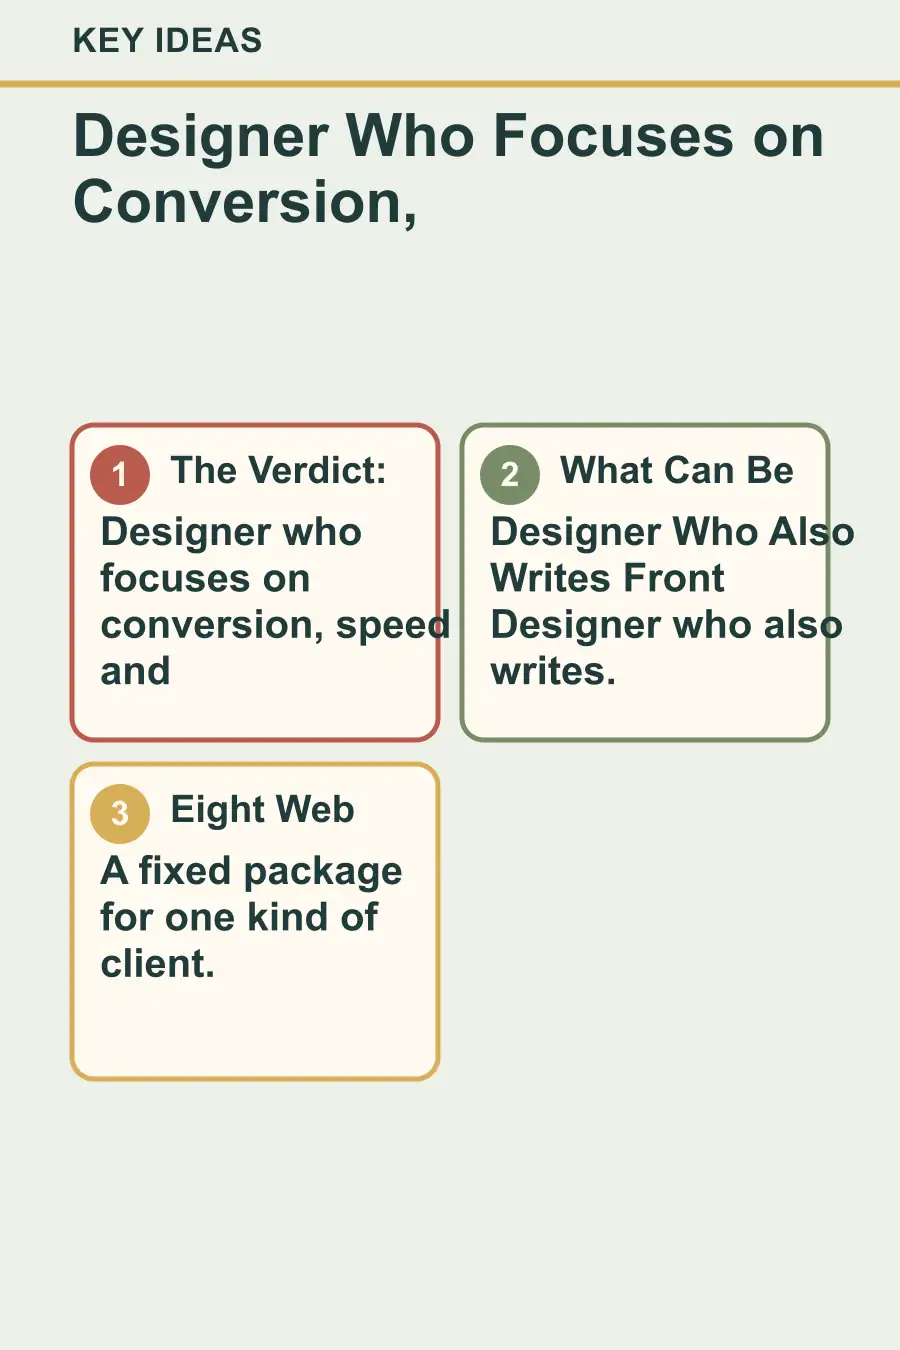 KEY IDEAS
Designer Who Focuses on
Conversion,
1 The Verdict:
Designer who
focuses on
conversion, speed
and
2 What Can Be
Designer Who Also
Writes Front
Designer who also
writes.
3 Eight Web
A fixed package
for one kind of
client.